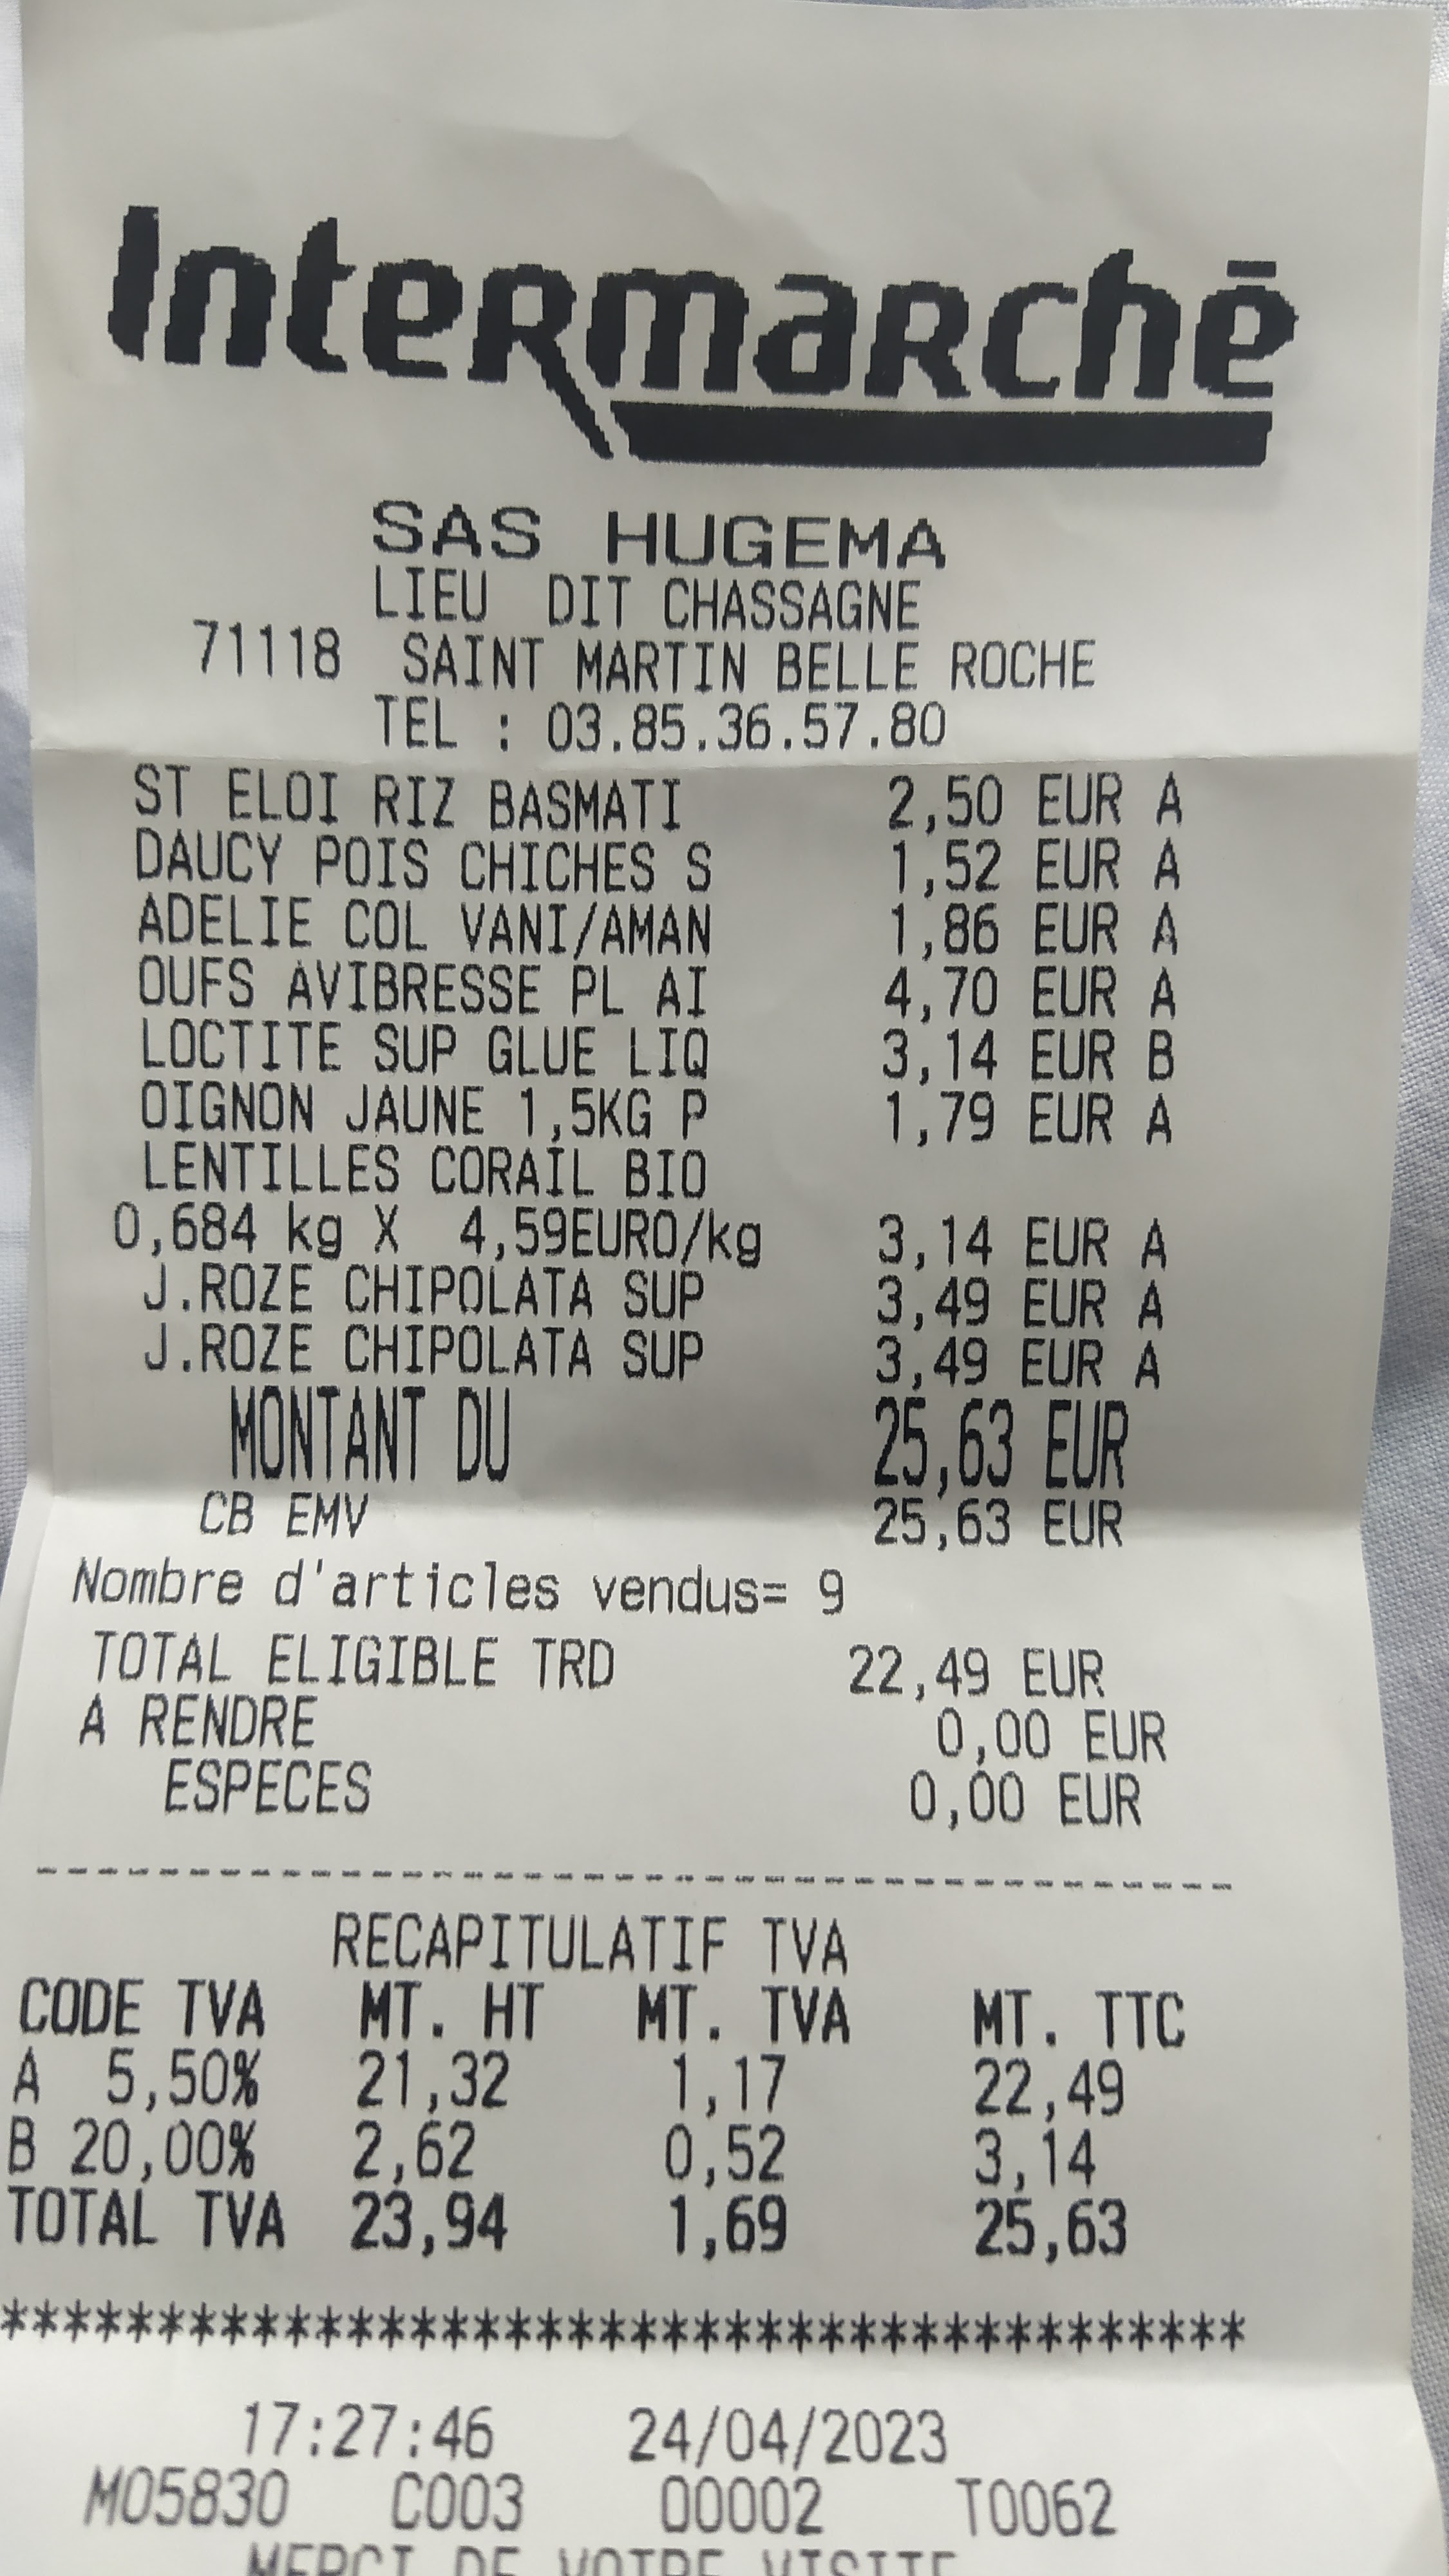 Intermarché
SAS HUGEMA
LIEU DIT CHASSAGNE
71118 SAINT MARTIN BELLE ROCHE
TEL : 03.85.36.57.80
ST ELOI RIZ BASMATI 2,50 EUR A
DAUCY POIS CHICHES S 1,52 EUR A
ADELIE COL VANI/AMAN 1,86 EUR A
OUFS AVIBRESSE PL AI 4,70 EUR A
LOCTITE SUP GLUE LIQ 3,14 EUR B
OIGNON JAUNE 1,5KG P 1,79 EUR A
LENTILLES CORAIL BIO
0,684 kg X 4,59EURO/kg 3,14 EUR A
J.ROZE CHIPOLATA SUP 3,49 EUR A
J.ROZE CHIPOLATA SUP 3,49 EUR A
MONTANT DU 25,63 EUR
CB EMV 25,63 EUR
Nombre d'articles vendus= 9
TOTAL ELIGIBLE TRD 22,49 EUR
A RENDRE 0,00 EUR
ESPECES 0,00 EUR
----------------------------------------
RECAPITULATIF TVA
CODE TVA MT. HT MT. TVA MT. TTC
A 5,50% 21,32 1,17 22,49
B 20,00% 2,62 0,52 3,14
TOTAL TVA 23,94 1,69 25,63
****************************************
17:27:46 24/04/2023
M05830 C003 O0002 T0062
MERCI DE VOTRE VISITE